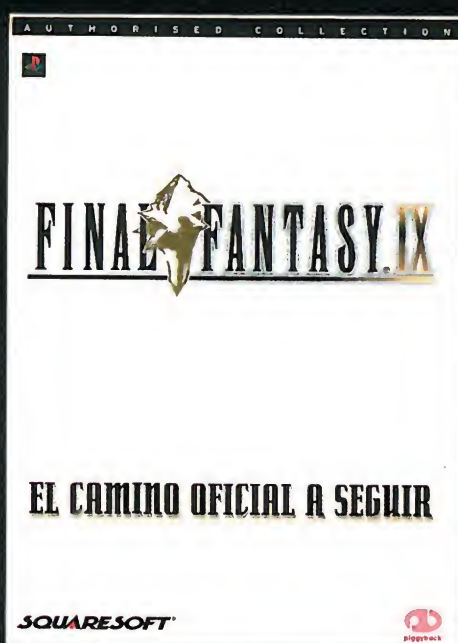 AUTHORISED COLLECTION
FINAL FANTASY. IX
EL CAMINO OFICIAL A SEGUIR
SQUARESOFT®
piggyback